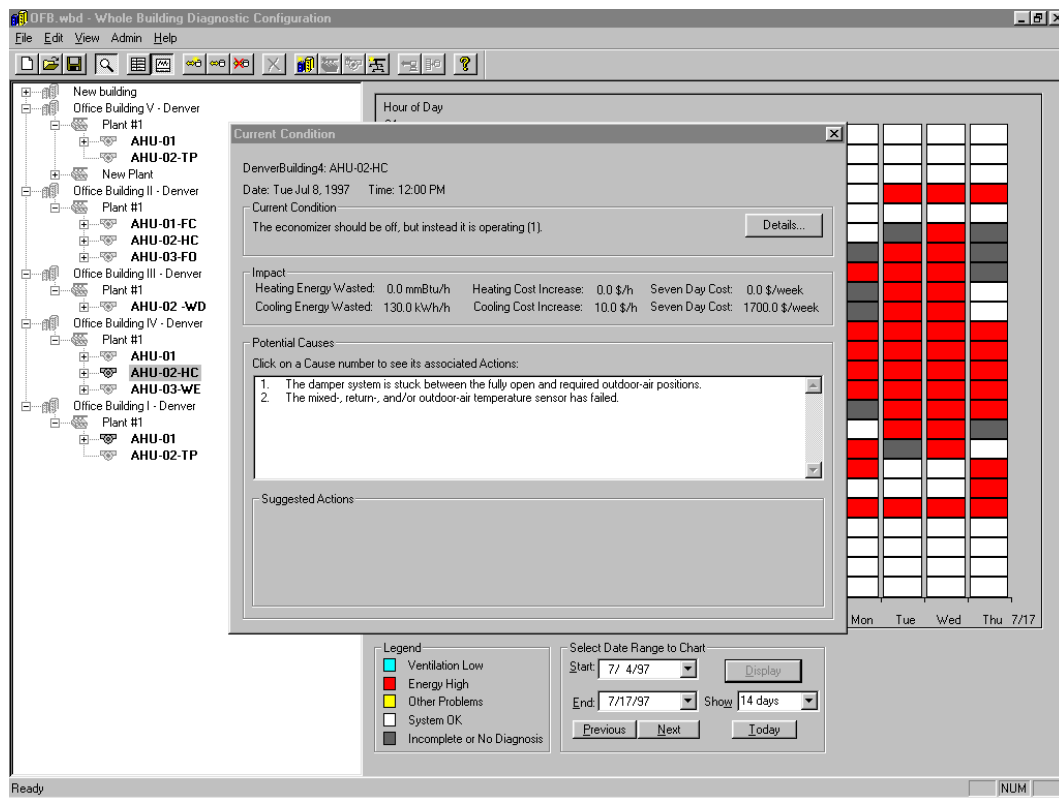 OFB.wbd - Whole Building Diagnostic Configuration
File Edit View Admin Help
New building
Office Building V - Denver
Plant #1
AHU-01
AHU-02-TP
New Plant
Office Building II - Denver
Plant #1
AHU-01-FC
AHU-02-HC
AHU-03-FO
Office Building III - Denver
Plant #1
AHU-02 -WD
Office Building IV - Denver
Plant #1
AHU-01
AHU-02-HC
AHU-03-WE
Office Building I - Denver
Plant #1
AHU-01
AHU-02-TP
Hour of Day
Current Condition
DenverBuilding4: AHU-02-HC
Date: Tue Jul 8, 1997 Time: 12:00 PM
Current Condition
The economizer should be off, but instead it is operating (1).
Details...
Impact
Heating Energy Wasted: 0.0 mmBtu/h Heating Cost Increase: 0.0 $/h Seven Day Cost: 0.0 $/week
Cooling Energy Wasted: 130.0 kWh/h Cooling Cost Increase: 10.0 $/h Seven Day Cost: 1700.0 $/week
Potential Causes
Click on a Cause number to see its associated Actions:
1. The damper system is stuck between the fully open and required outdoor-air positions.
2. The mixed-, return-, and/or outdoor-air temperature sensor has failed.
Suggested Actions
Mon Tue Wed Thu 7/17
Legend
Ventilation Low
Energy High
Other Problems
System OK
Incomplete or No Diagnosis
Select Date Range to Chart
Start: 7/ 4/97 Display
End: 7/17/97 Show 14 days
Previous Next Today
Ready NUM